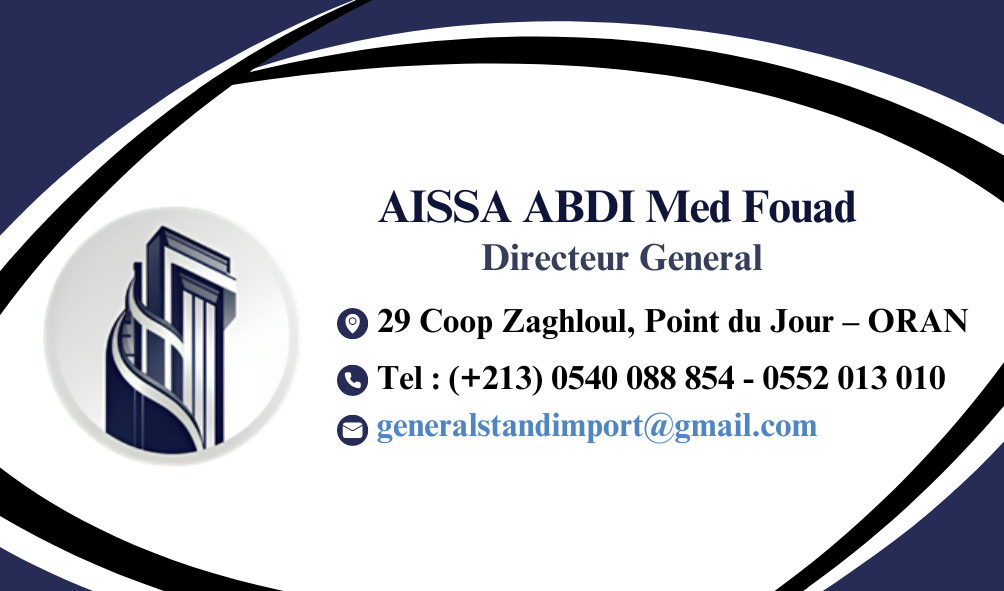 AISSA ABDI Med Fouad
Directeur General
29 Coop Zaghloul, Point du Jour – ORAN
Tel : (+213) 0540 088 854 - 0552 013 010
generalstandimport@gmail.com